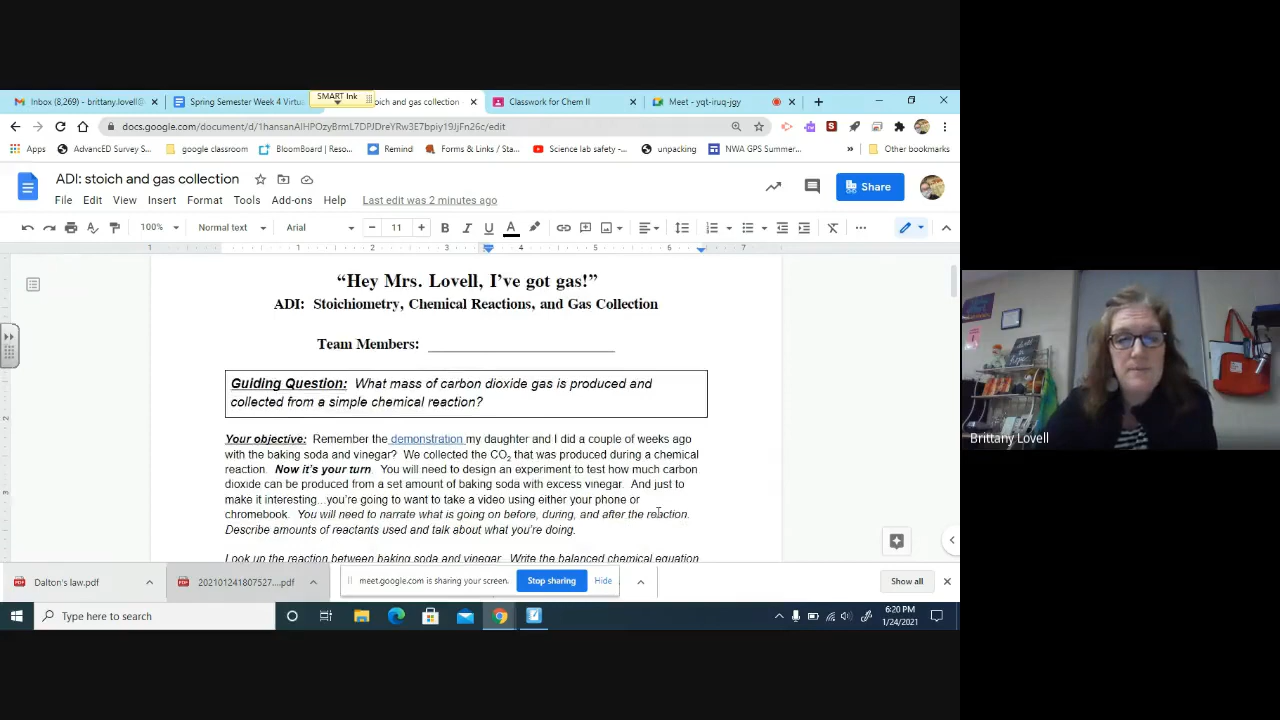 Inbox (8,269) - brittany.lovell@
Spring Semester Week 4 Virtua
SMART Ink
oich and gas collection
Classwork for Chem II
Meet - yqt-iruq-jgy
docs.google.com/document/d/1hansanAIHPOzyBrmL7DPJDreYRw3E7bpiy19JjFn26c/edit
Apps
AdvancED Survey S...
google classroom
BloomBoard | Reso...
Remind
Forms & Links / Sta...
Science lab safety -...
unpacking
NWA GPS Summer...
»
Other bookmarks
ADI: stoich and gas collection
Share
File Edit View Insert Format Tools Add-ons Help Last edit was 2 minutes ago
100% Normal text Arial 11 B I U A
1 1 2 3 4 5 6 7
"Hey Mrs. Lovell, I've got gas!"
ADI: Stoichiometry, Chemical Reactions, and Gas Collection
Team Members: ____________________
Guiding Question: What mass of carbon dioxide gas is produced and
collected from a simple chemical reaction?
Your objective: Remember the demonstration my daughter and I did a couple of weeks ago
with the baking soda and vinegar? We collected the CO₂ that was produced during a chemical
reaction. Now it's your turn. You will need to design an experiment to test how much carbon
dioxide can be produced from a set amount of baking soda with excess vinegar. And just to
make it interesting...you're going to want to take a video using either your phone or
chromebook. You will need to narrate what is going on before, during, and after the reaction.
Describe amounts of reactants used and talk about what you're doing.
Look up the reaction between baking soda and vinegar. Write the balanced chemical equation
Dalton's law.pdf
202101241807527....pdf
meet.google.com is sharing your screen.
Stop sharing
Hide
Show all
Type here to search
6:20 PM
1/24/2021
Brittany Lovell